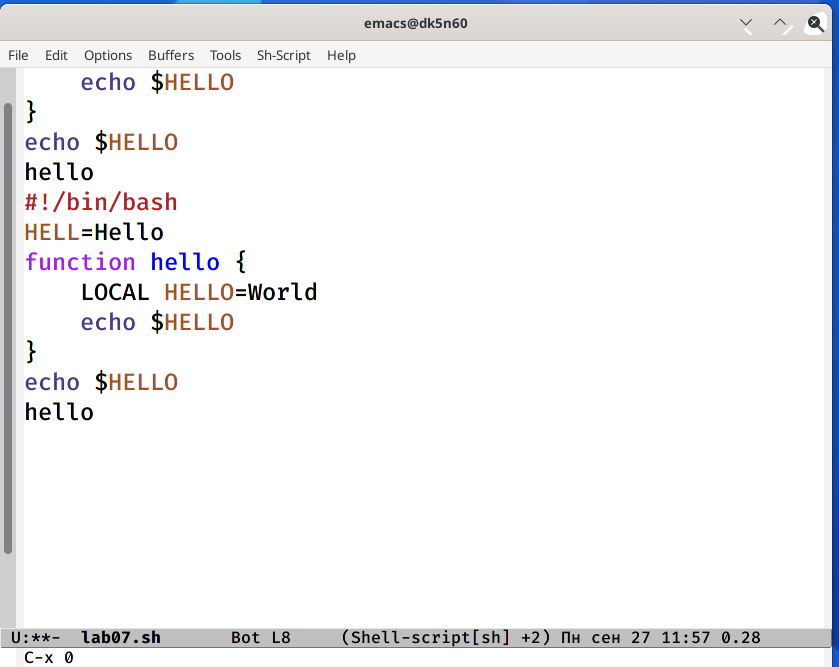 emacs@dk5n60
File Edit Options Buffers Tools Sh-Script Help
    echo $HELLO
}
echo $HELLO
hello
#!/bin/bash
HELL=Hello
function hello {
    LOCAL HELLO=World
    echo $HELLO
}
echo $HELLO
hello
U:**-  lab07.sh       Bot L8     (Shell-script[sh] +2) Пн сен 27 11:57 0.28
C-x 0